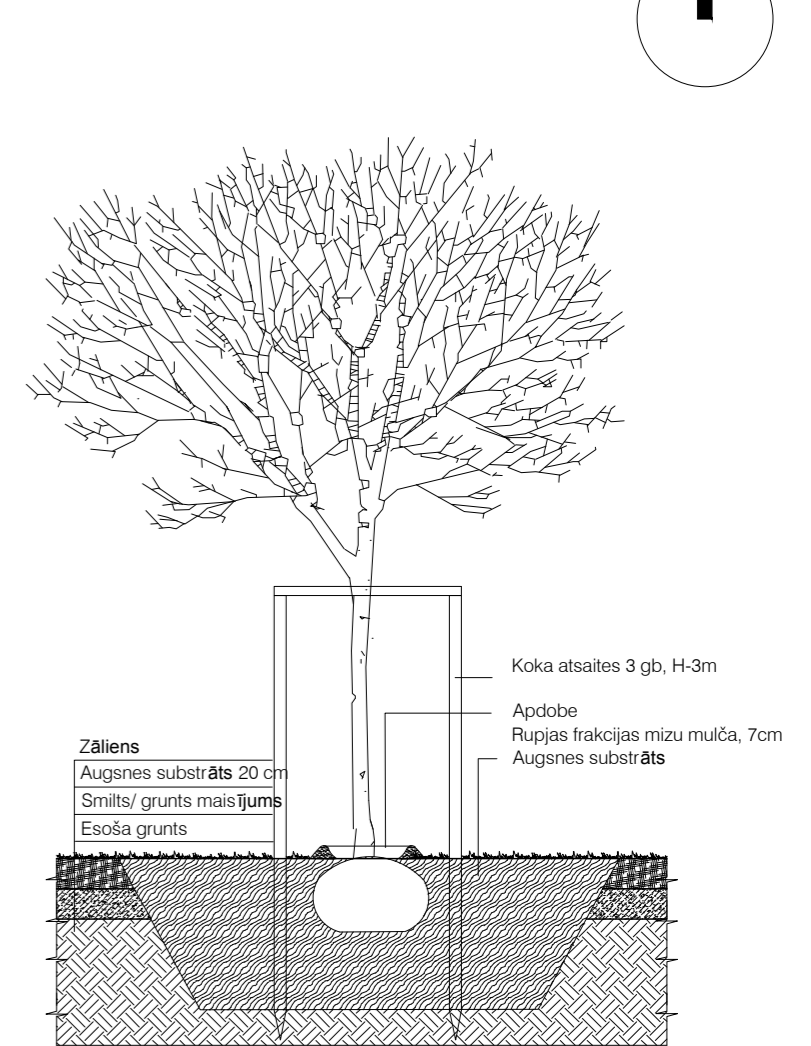 Koka atsaites 3 gb, H-3m
Apdobe
Rupjas frakcijas mizu mulča, 7cm
Augsnes substrāts
Zāliens
Augsnes substrāts 20 cm
Smilts/ grunts maisījums
Esoša grunts